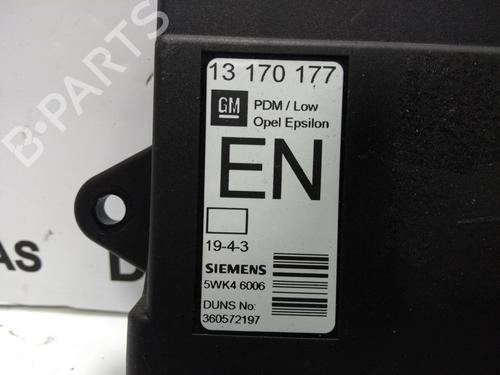 B-PARTS
13 170 177
GM
PDM / Low
Opel Epsilon
EN
19-4-3
SIEMENS
5WK4 6006
DUNS No:
360572197